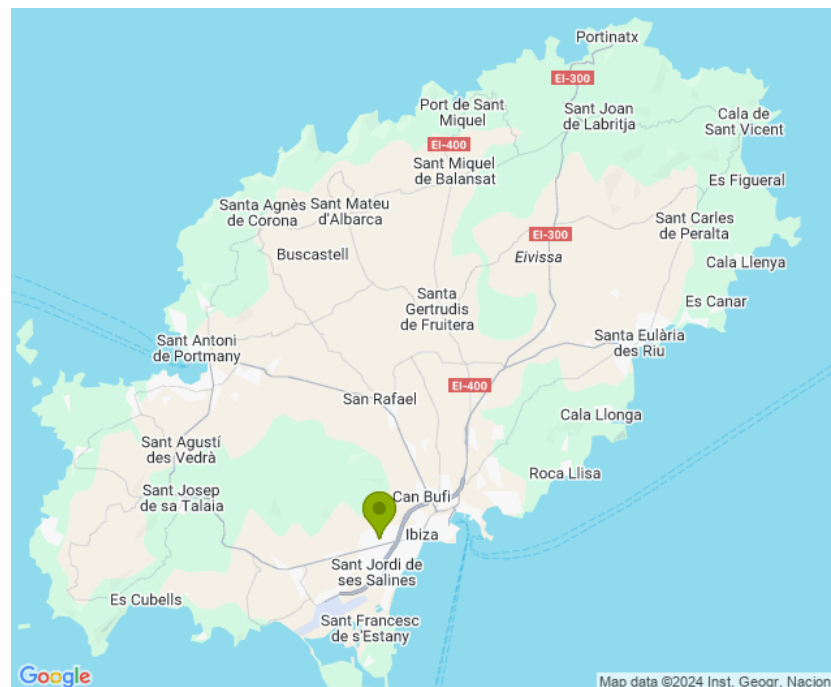 Portinatx
EI-300
Port de Sant
Miquel
Sant Joan
de Labritja
Cala de
Sant Vicent
EI-400
Sant Miquel
de Balansat
Es Figueral
Santa Agnès
de Corona
Sant Mateu
d'Albarca
Sant Carles
de Peralta
EI-300
Buscastell
Eivissa
Cala Llenya
Santa
Gertrudis
de Fruitera
Es Canar
Sant Antoni
de Portmany
Santa Eulària
des Riu
EI-400
San Rafael
Cala Llonga
Sant Agustí
des Vedrà
Roca Llisa
Sant Josep
de sa Talaia
Can Bufi
Ibiza
Sant Jordi de
ses Salines
Es Cubells
Sant Francesc
de s'Estany
Google
Map data ©2024 Inst. Geogr. Nacion